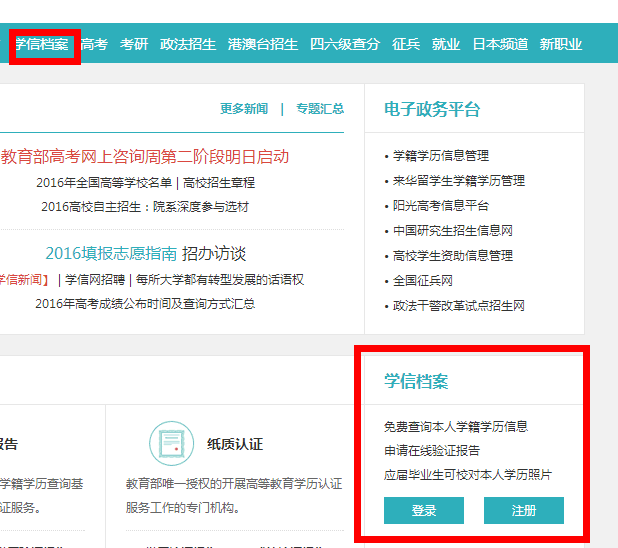 学信档案 高考 考研 政法招生 港澳台招生 四六级查分 征兵 就业 日本频道 新职业
更多新闻 | 专题汇总
教育部高考网上咨询周第二阶段明日启动
2016年全国高等学校名单 | 高校招生章程
2016高校自主招生：院系深度参与选材
2016填报志愿指南 招办访谈
学信新闻】 | 学信网招聘 | 每所大学都有转型发展的话语权
2016年高考成绩公布时间及查询方式汇总
电子政务平台
• 学籍学历信息管理
• 来华留学生学籍学历管理
• 阳光高考信息平台
• 中国研究生招生信息网
• 高校学生资助信息管理
• 全国征兵网
• 政法干警改革试点招生网
报告
学籍学历查询基
证服务。
纸质认证
教育部唯一授权的开展高等教育学历认证
服务工作的专门机构。
学信档案
免费查询本人学籍学历信息
申请在线验证报告
应届毕业生可校对本人学历照片
登录 注册